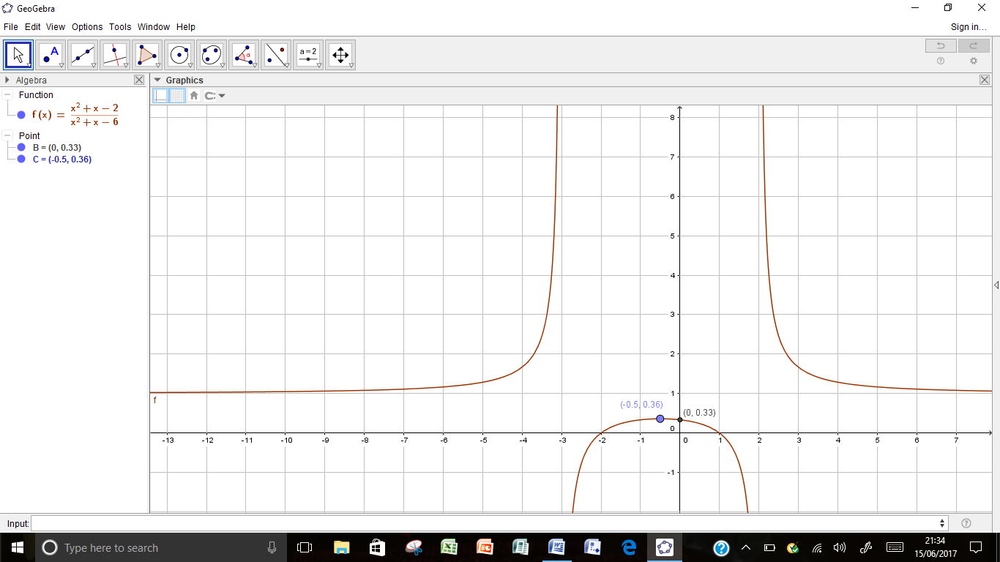 GeoGebra
File Edit View Options Tools Window Help
Sign in...
A
α
a = 2
Algebra
Graphics
Function
f (x) = x² + x − 2 / x² + x − 6
Point
B = (0, 0.33)
C = (-0.5, 0.36)
8
7
6
5
4
3
2
1
0
-1
f
(-0.5, 0.36)
(0, 0.33)
-13 -12 -11 -10 -9 -8 -7 -6 -5 -4 -3 -2 -1 0 1 2 3 4 5 6 7
Input:
Type here to search
21:34
15/06/2017